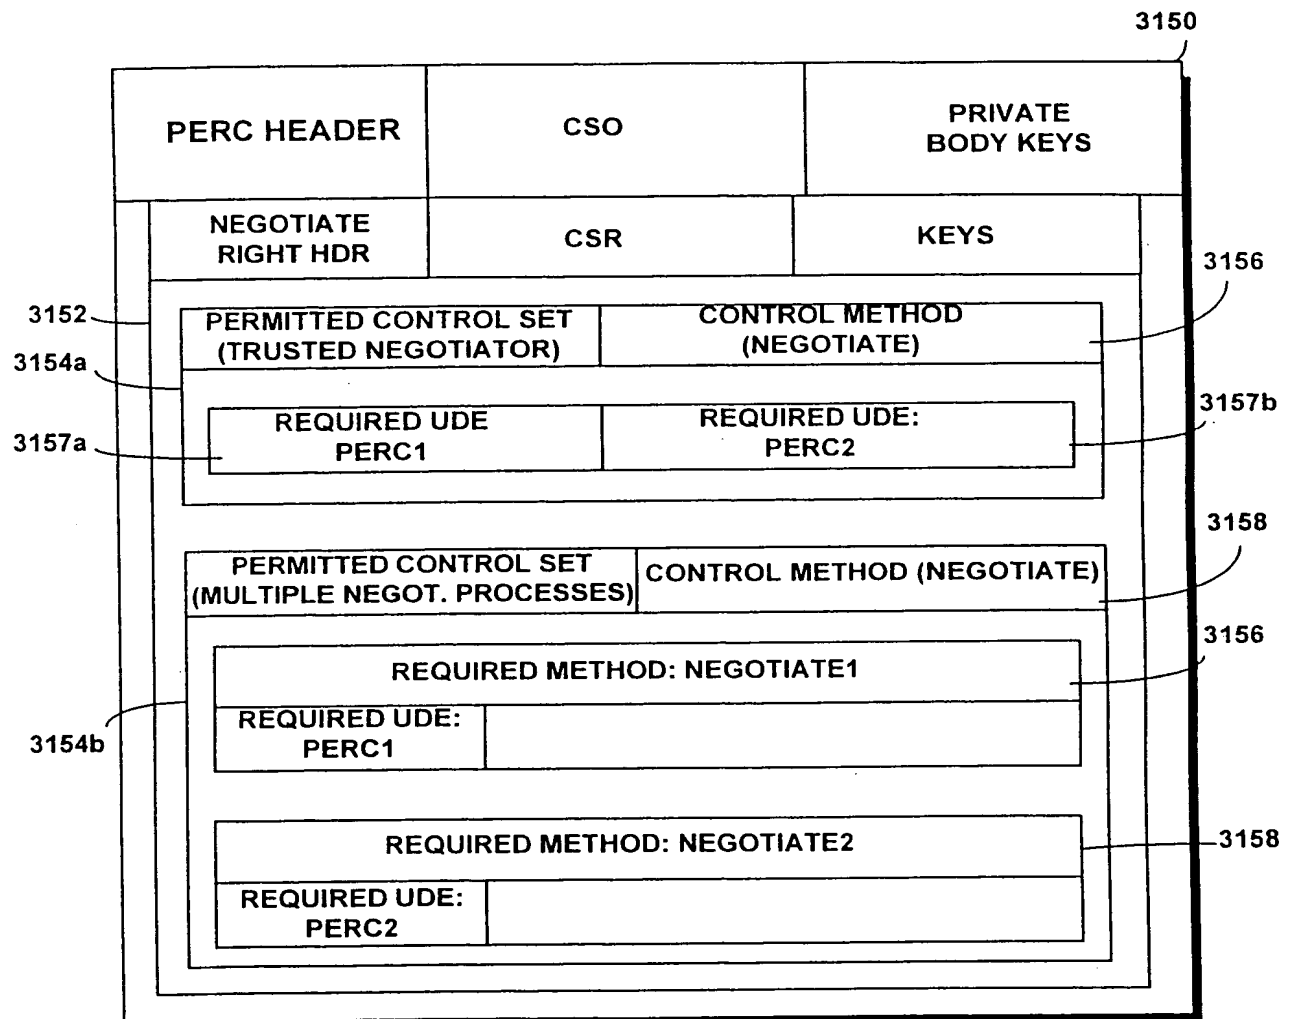 3150
PERC HEADER
CSO
PRIVATE
BODY KEYS
NEGOTIATE
RIGHT HDR
CSR
KEYS
3156
3152
PERMITTED CONTROL SET
(TRUSTED NEGOTIATOR)
CONTROL METHOD
(NEGOTIATE)
3154a
REQUIRED UDE
PERC1
REQUIRED UDE:
PERC2
3157b
3157a
3158
PERMITTED CONTROL SET
(MULTIPLE NEGOT. PROCESSES)
CONTROL METHOD (NEGOTIATE)
3156
REQUIRED METHOD: NEGOTIATE1
REQUIRED UDE:
PERC1
3154b
REQUIRED METHOD: NEGOTIATE2
3158
REQUIRED UDE:
PERC2